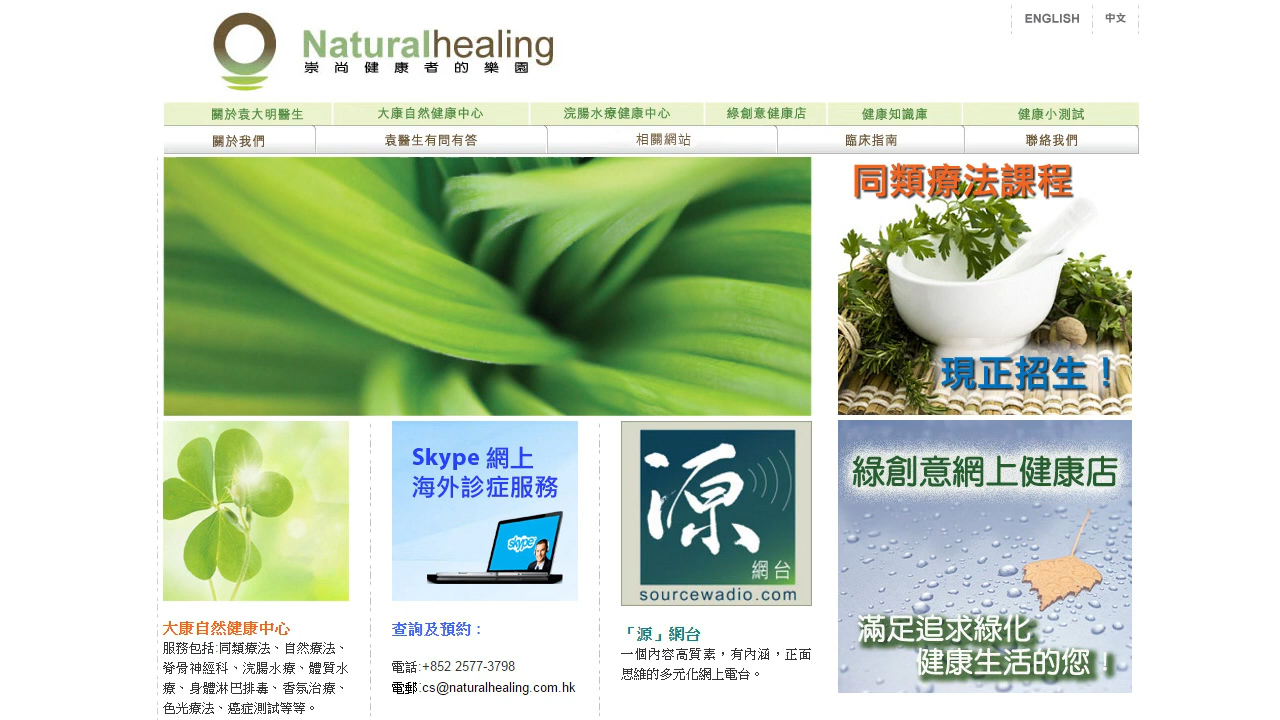 ENGLISH
中文
Naturalhealing
崇尚健康者的樂園
關於袁大明醫生
大康自然健康中心
浣腸水療健康中心
綠創意健康店
健康知識庫
健康小測試
關於我們
袁醫生有問有答
相關網站
臨床指南
聯絡我們
同類療法課程
現正招生！
Skype 網上
海外診症服務
skype
源
網台
sourcewadio.com
綠創意網上健康店
滿足追求綠化
健康生活的您！
大康自然健康中心
服務包括:同類療法、自然療法、
脊骨神經科、浣腸水療、體質水
療、身體淋巴排毒、香氛治療、
色光療法、癌症測試等等。
查詢及預約：
電話:+852 2577-3798
電郵:cs@naturalhealing.com.hk
「源」網台
一個內容高質素，有內涵，正面
思維的多元化網上電台。